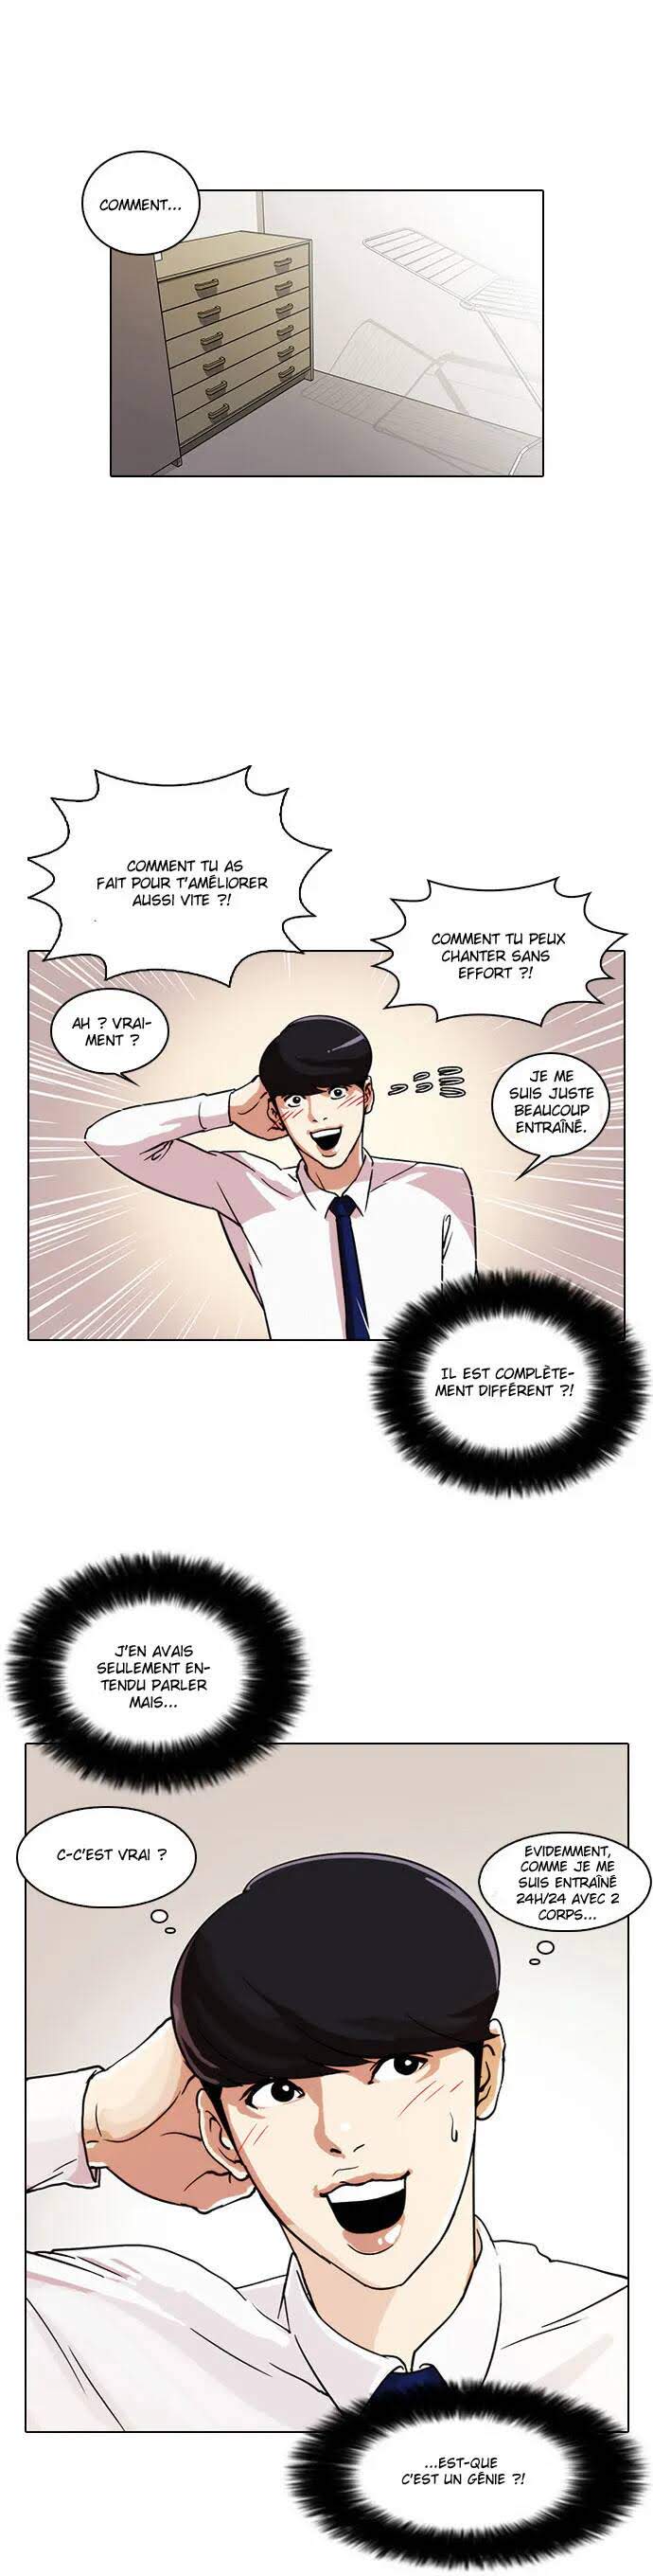 COMMENT...
COMMENT TU AS
FAIT POUR T'AMÉLIORER
AUSSI VITE ?!
COMMENT TU PEUX
CHANTER SANS
EFFORT ?!
AH ? VRAI-
MENT ?
JE ME
SUIS JUSTE
BEAUCOUP
ENTRAÎNÉ.
IL EST COMPLÈTE-
MENT DIFFÉRENT ?!
J'EN AVAIS
SEULEMENT EN-
TENDU PARLER
MAIS...
C-C'EST VRAI ?
EVIDEMMENT,
COMME JE ME
SUIS ENTRAÎNÉ
24H/24 AVEC 2
CORPS...
...EST-QUE
C'EST UN GÉNIE ?!